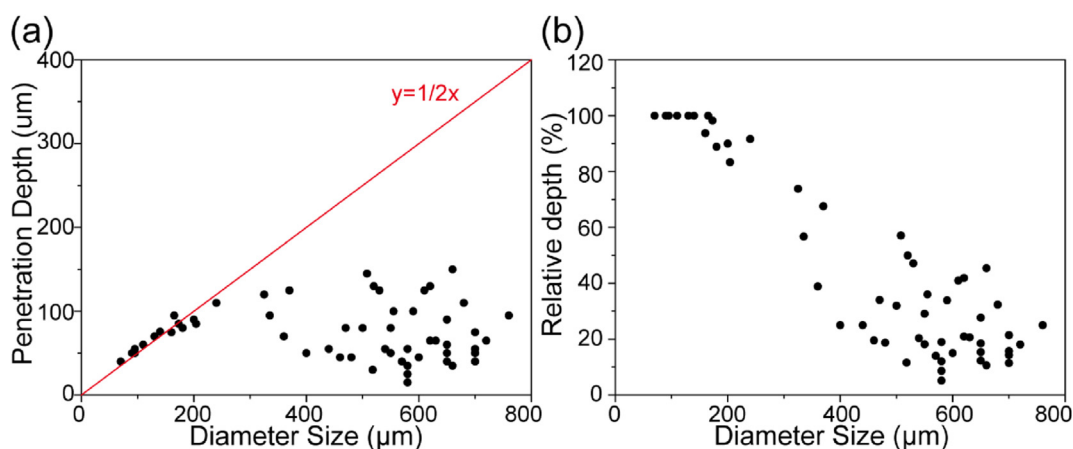 (a)
400
300
200
100
0
0 200 400 600 800
Penetration Depth (um)
Diameter Size (µm)
y=1/2x
(b)
120
100
80
60
40
20
0
0 200 400 600 800
Relative depth (%)
Diameter Size (µm)